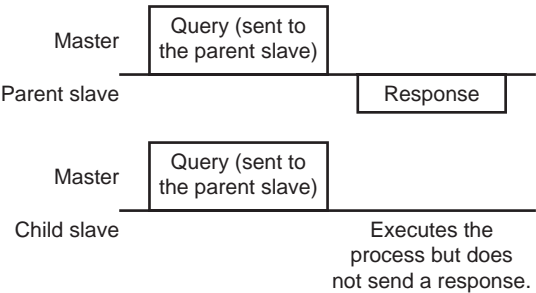 Query (sent to
the parent slave)
Master
Parent slave
Response
Query (sent to
the parent slave)
Master
Child slave
Executes the
process but does
not send a response.